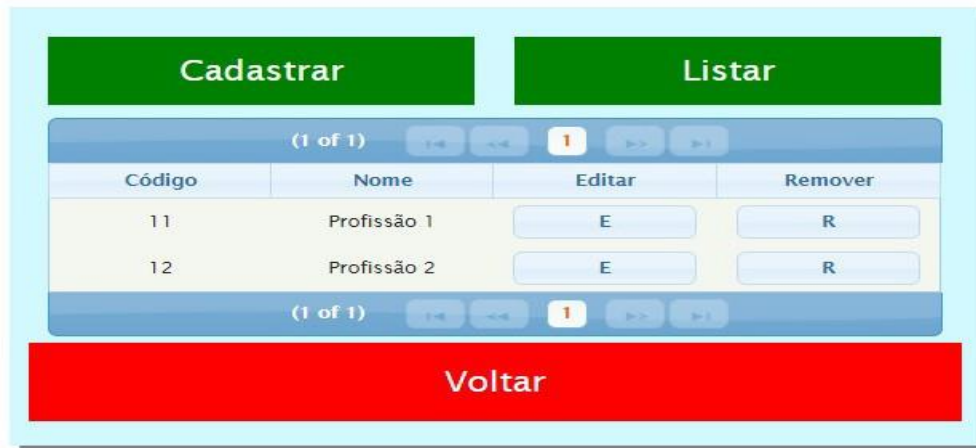 Cadastrar Listar
(1 of 1) 1
Código Nome Editar Remover
11 Profissão 1 E R
12 Profissão 2 E R
(1 of 1) 1
Voltar